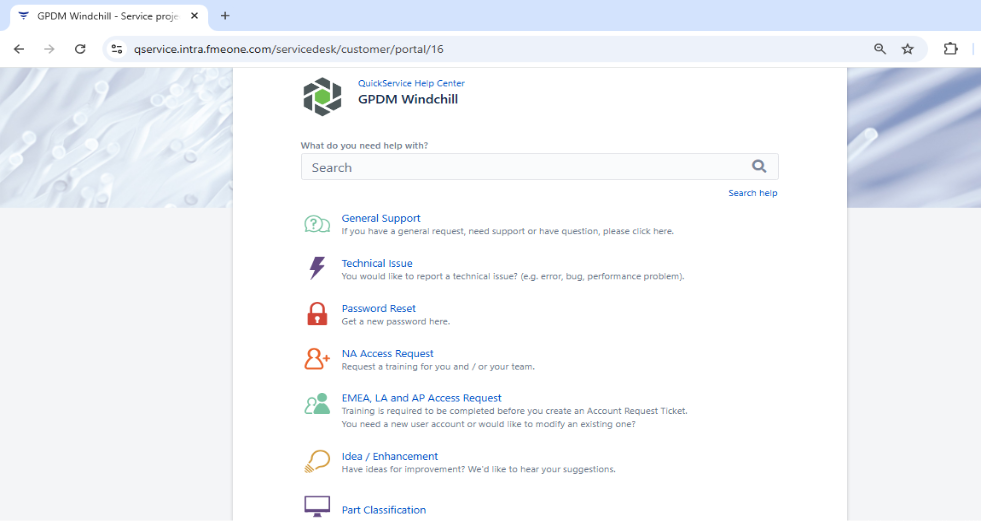 GPDM Windchill - Service proje
qservice.intra.fmeone.com/servicedesk/customer/portal/16
QuickService Help Center
GPDM Windchill
What do you need help with?
Search
Search help
General Support
If you have a general request, need support or have question, please click here.
Technical Issue
You would like to report a technical issue? (e.g. error, bug, performance problem).
Password Reset
Get a new password here.
NA Access Request
Request a training for you and / or your team.
EMEA, LA and AP Access Request
Training is required to be completed before you create an Account Request Ticket.
You need a new user account or would like to modify an existing one?
Idea / Enhancement
Have ideas for improvement? We'd like to hear your suggestions.
Part Classification